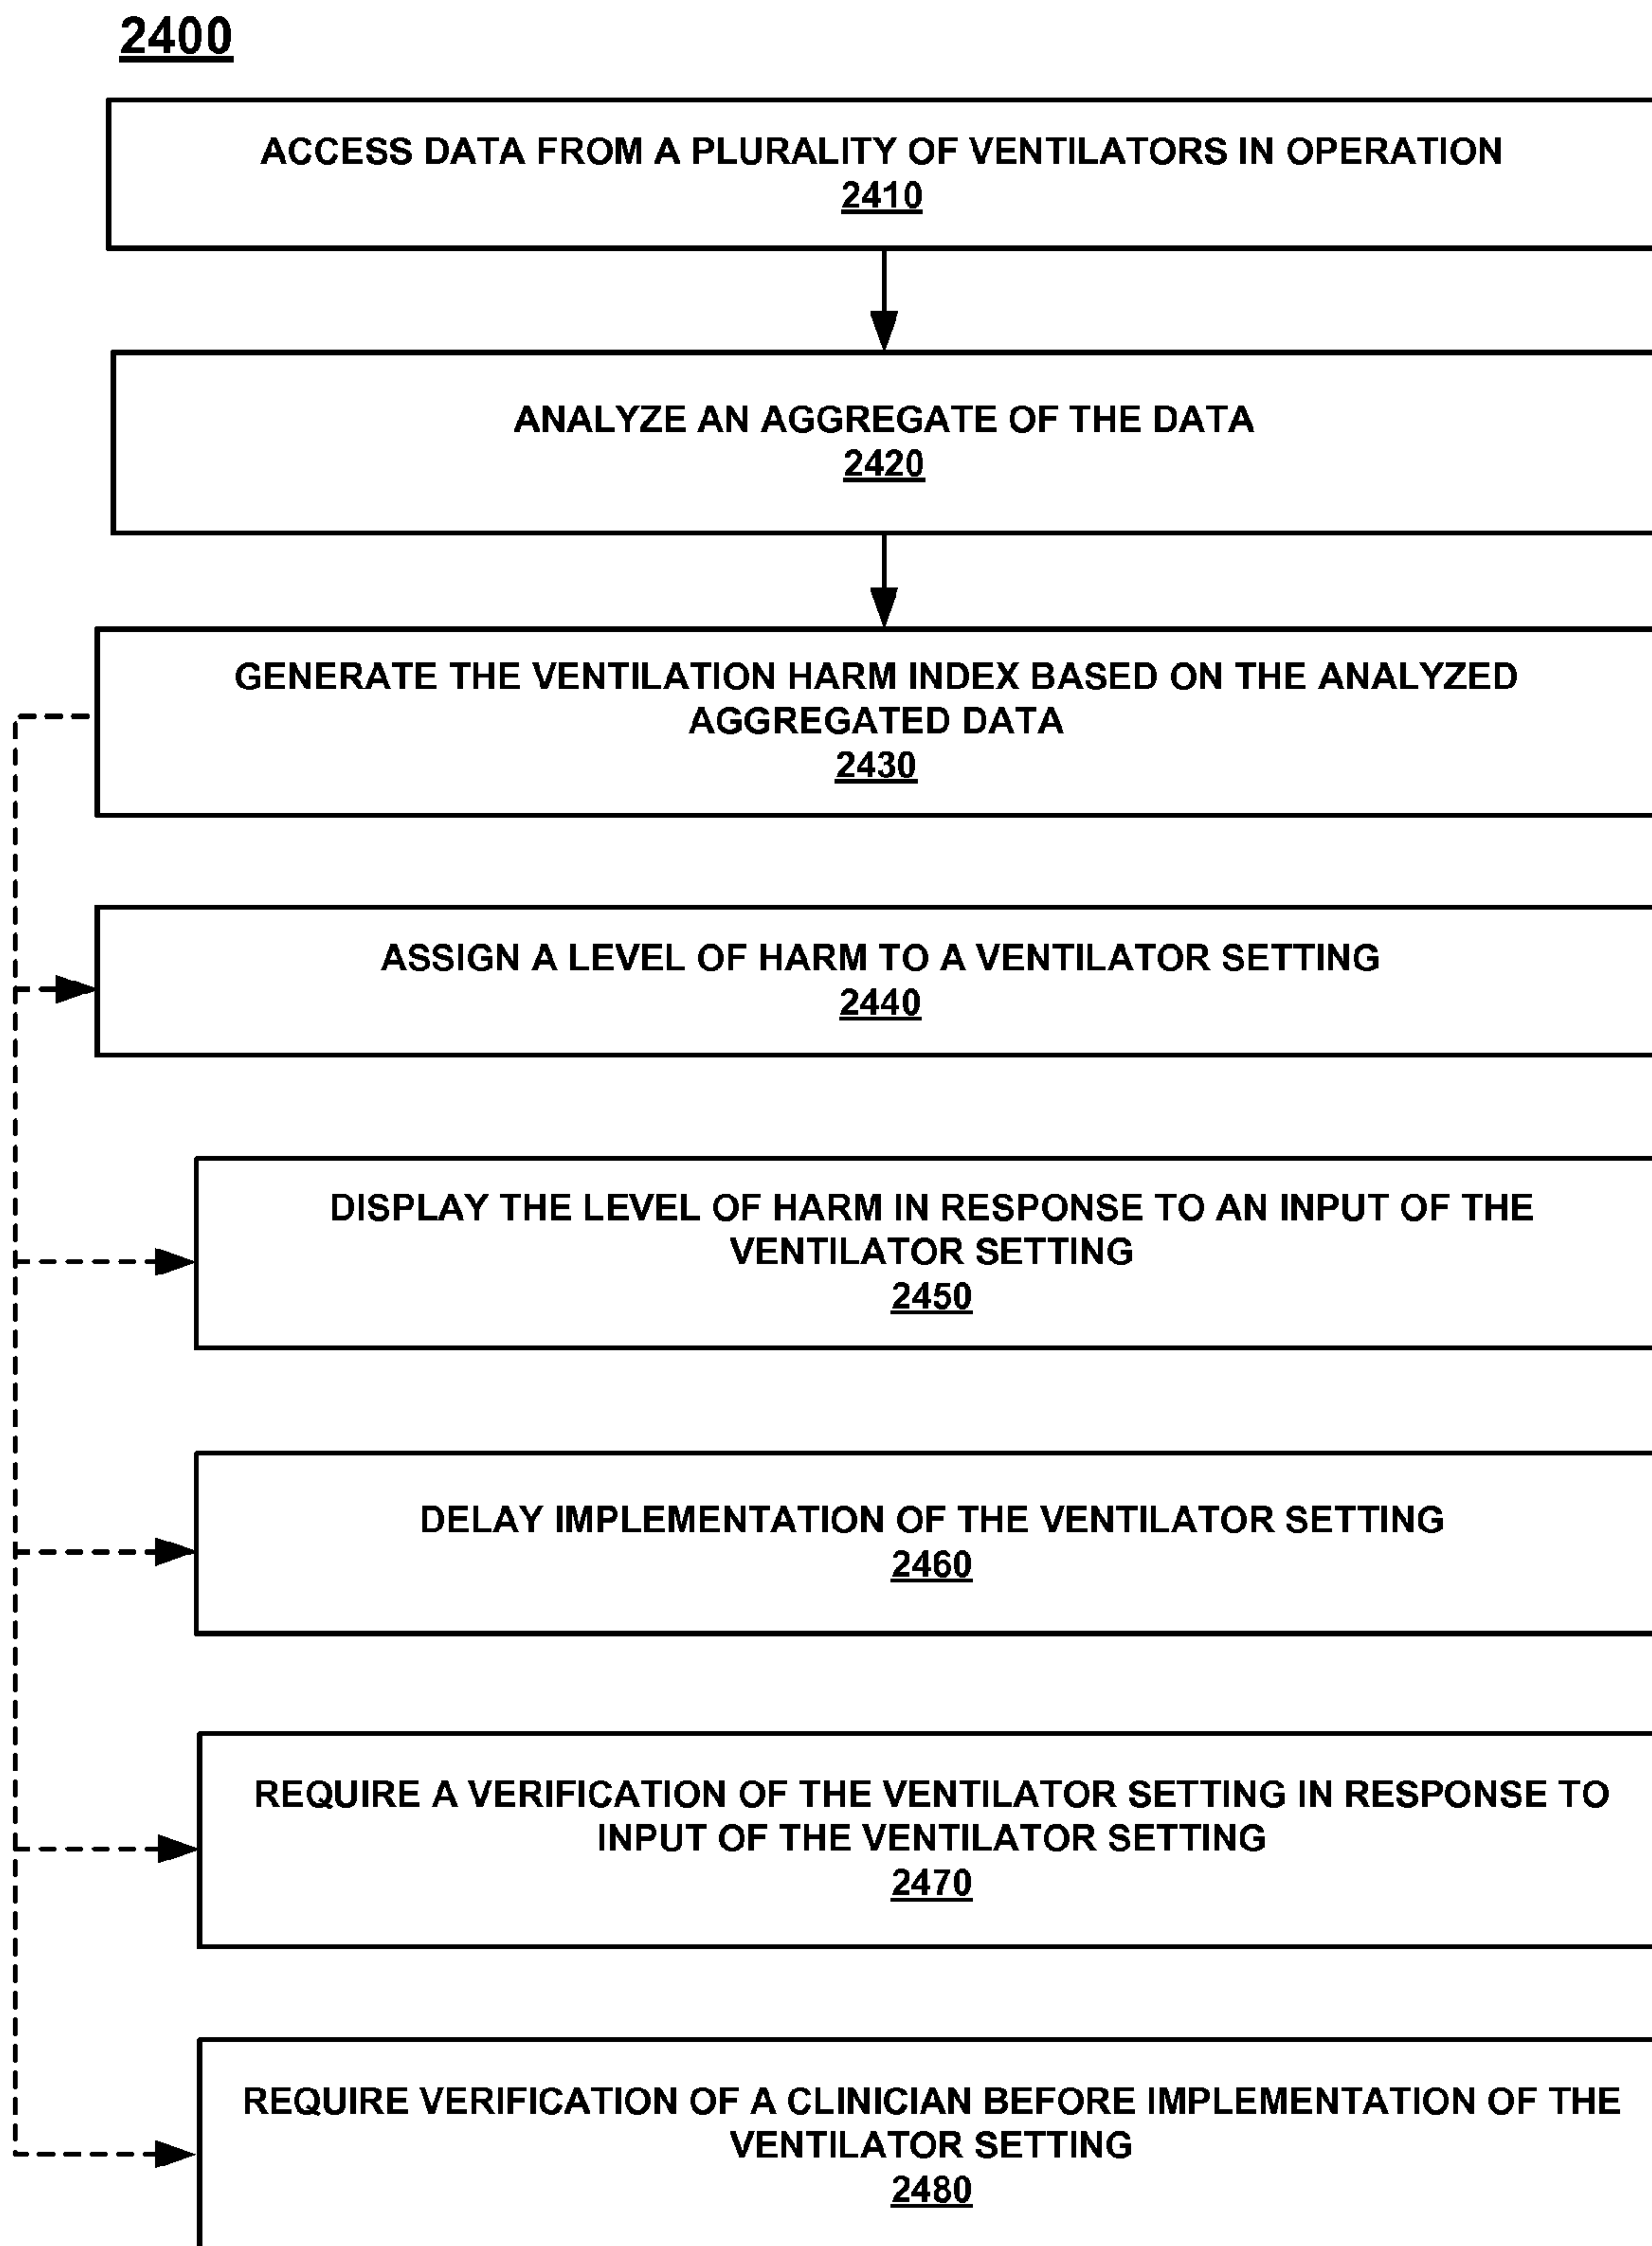 2400
ACCESS DATA FROM A PLURALITY OF VENTILATORS IN OPERATION
2410
ANALYZE AN AGGREGATE OF THE DATA
2420
GENERATE THE VENTILATION HARM INDEX BASED ON THE ANALYZED
AGGREGATED DATA
2430
ASSIGN A LEVEL OF HARM TO A VENTILATOR SETTING
2440
DISPLAY THE LEVEL OF HARM IN RESPONSE TO AN INPUT OF THE
VENTILATOR SETTING
2450
DELAY IMPLEMENTATION OF THE VENTILATOR SETTING
2460
REQUIRE A VERIFICATION OF THE VENTILATOR SETTING IN RESPONSE TO
INPUT OF THE VENTILATOR SETTING
2470
REQUIRE VERIFICATION OF A CLINICIAN BEFORE IMPLEMENTATION OF THE
VENTILATOR SETTING
2480